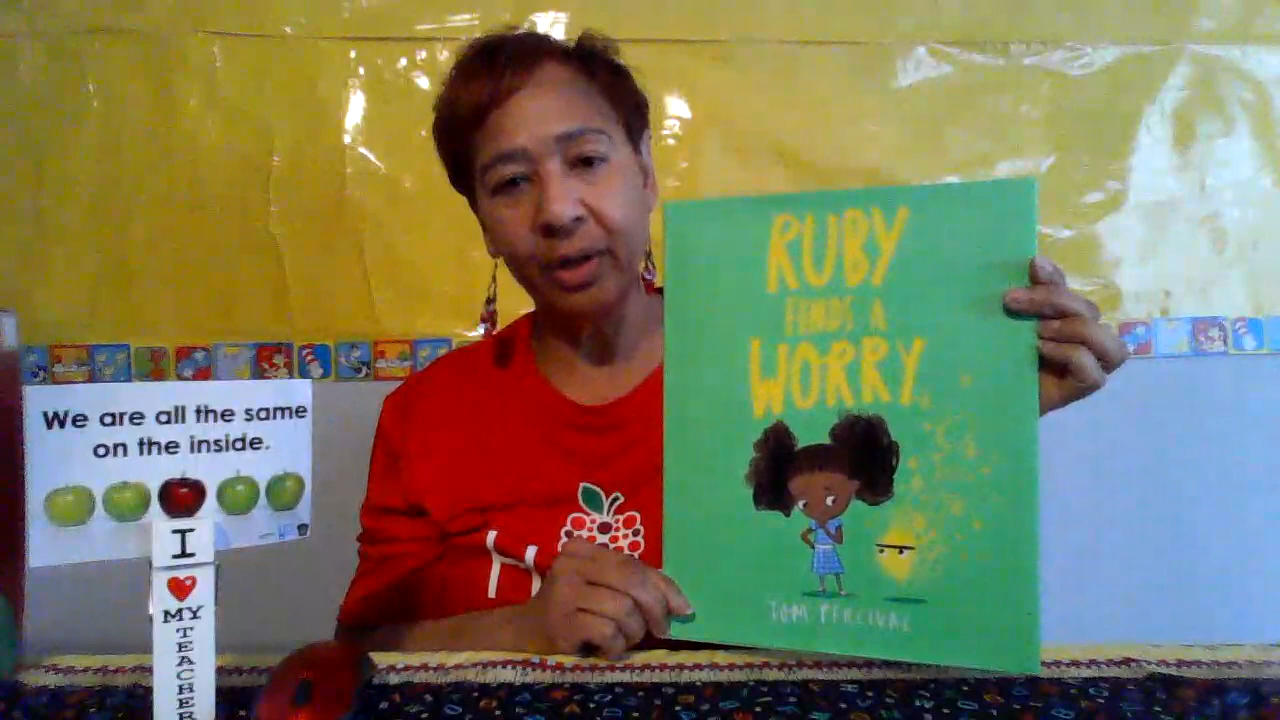 RUBY
FINDS A
WORRY
TOM PERCIVAL
We are all the same
on the inside.
I
MY
TEACHER
H